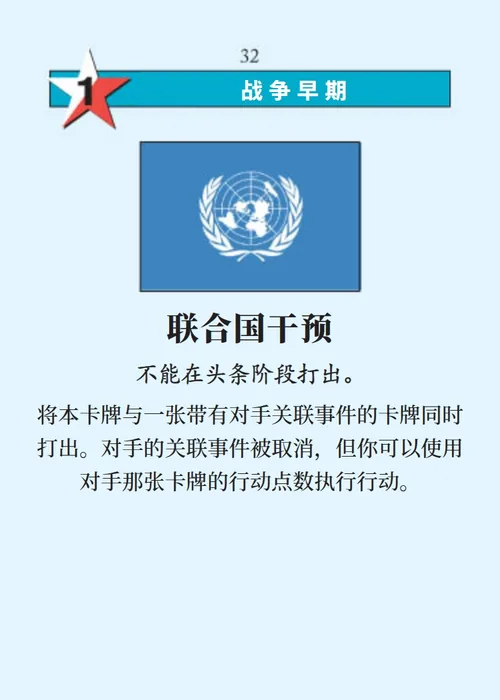 32
1
战争早期
联合国干预
不能在头条阶段打出。
将本卡牌与一张带有对手关联事件的卡牌同时
打出。对手的关联事件被取消，但你可以使用
对手那张卡牌的行动点数执行行动。